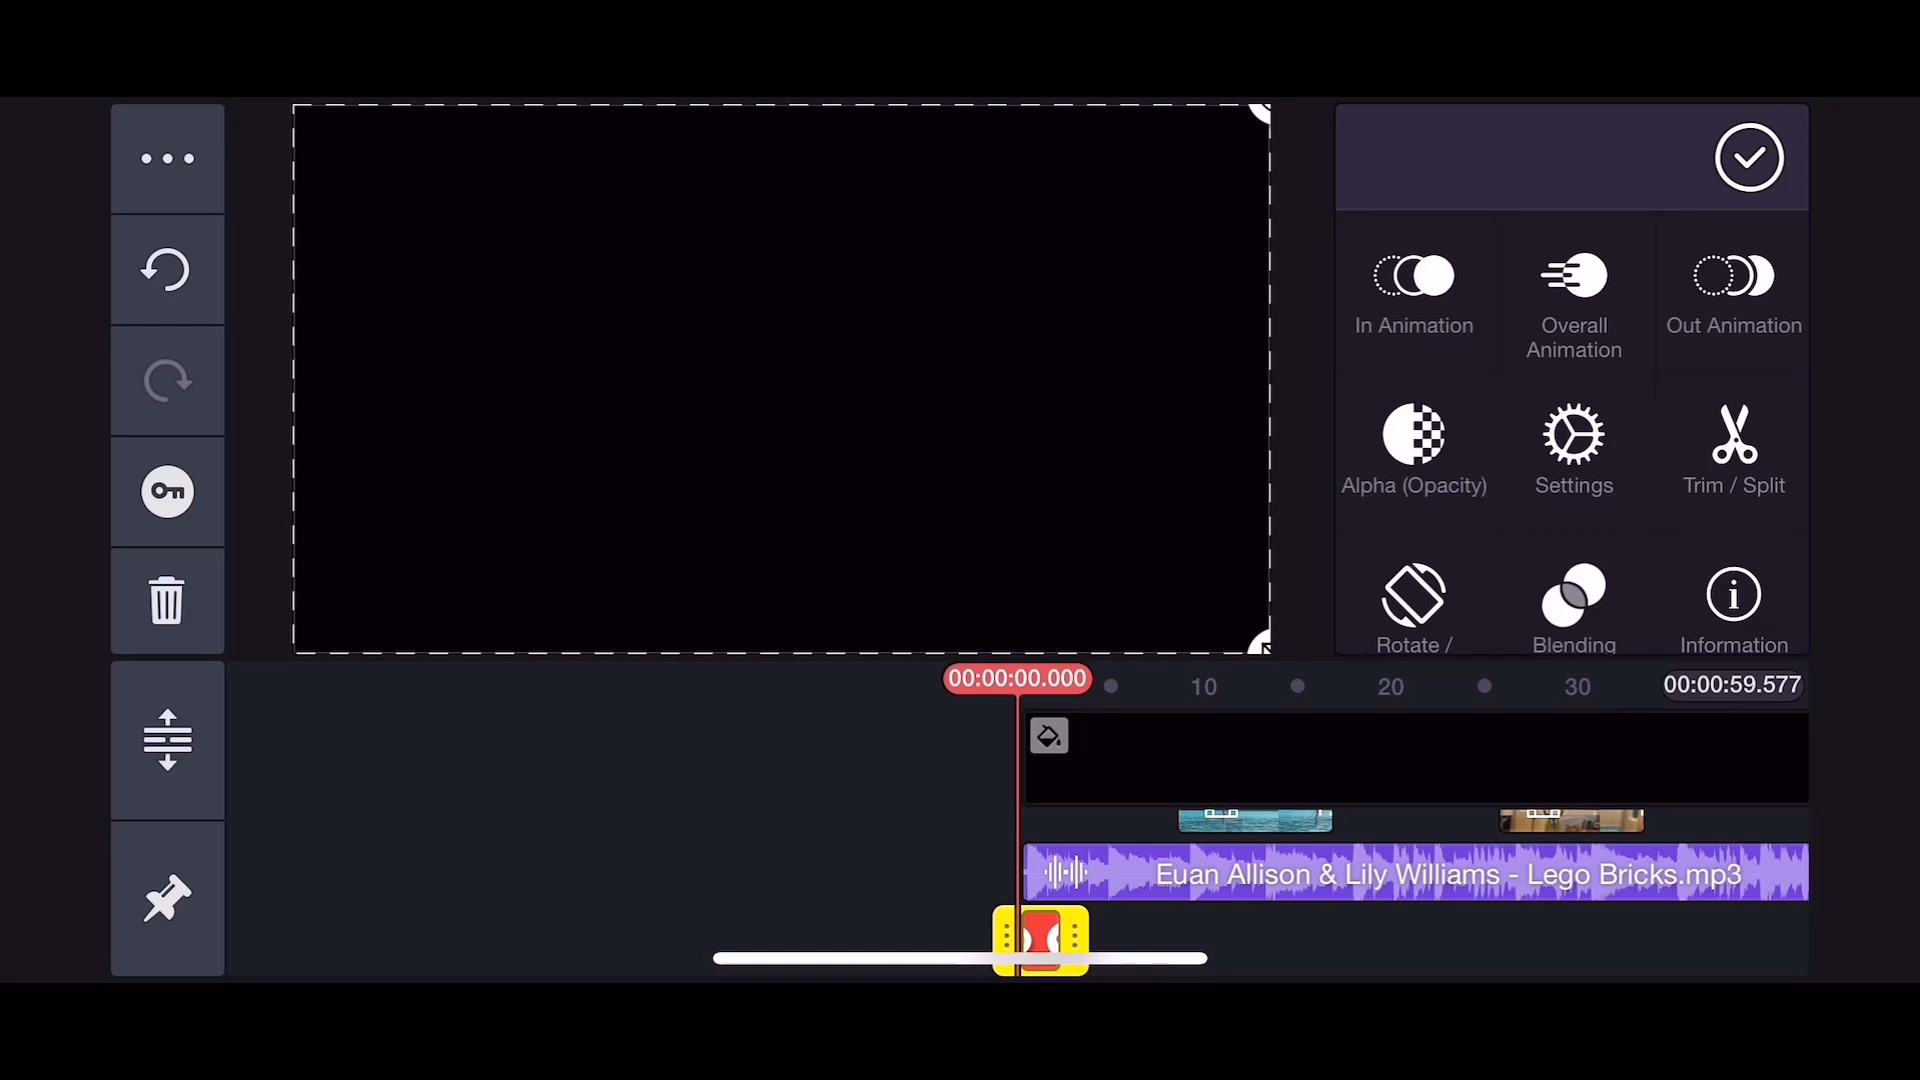 In Animation
Overall
Animation
Out Animation
Alpha (Opacity)
Settings
Trim / Split
Rotate /
Blending
Information
00:00:00.000
10
20
30
00:00:59.577
Euan Allison & Lily Williams - Lego Bricks.mp3